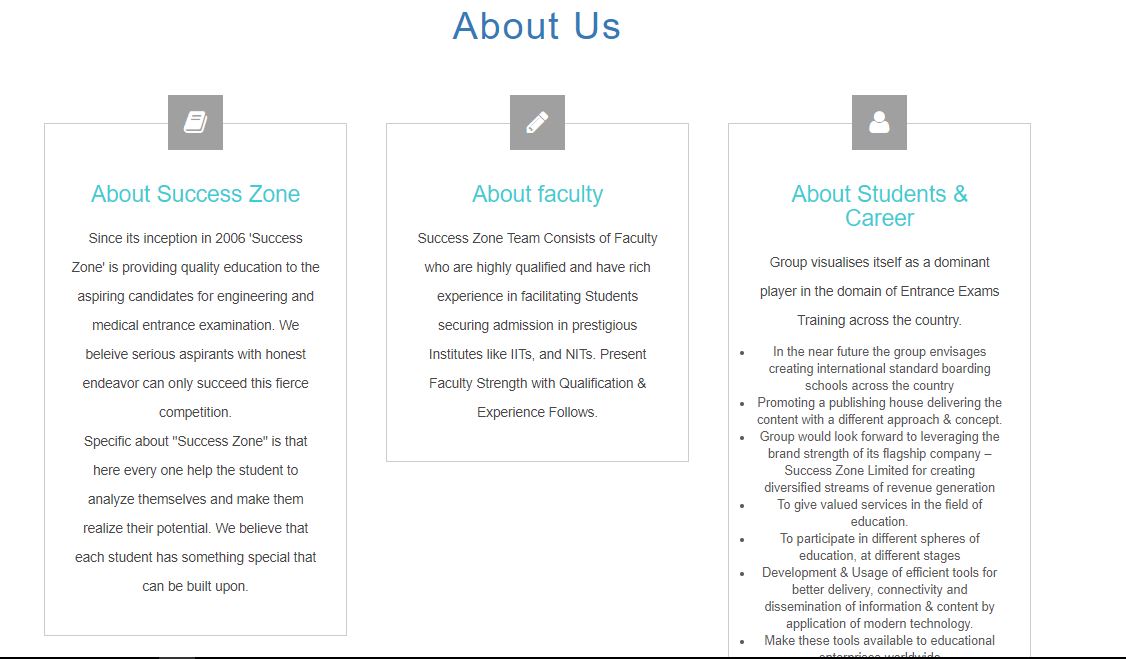 About Us
About Success Zone
Since its inception in 2006 'Success
Zone' is providing quality education to the
aspiring candidates for engineering and
medical entrance examination. We
beleive serious aspirants with honest
endeavor can only succeed this fierce
competition.
Specific about "Success Zone" is that
here every one help the student to
analyze themselves and make them
realize their potential. We believe that
each student has something special that
can be built upon.
About faculty
Success Zone Team Consists of Faculty
who are highly qualified and have rich
experience in facilitating Students
securing admission in prestigious
Institutes like IITs, and NITs. Present
Faculty Strength with Qualification &
Experience Follows.
About Students &
Career
Group visualises itself as a dominant
player in the domain of Entrance Exams
Training across the country.
• In the near future the group envisages
creating international standard boarding
schools across the country
• Promoting a publishing house delivering the
content with a different approach & concept.
• Group would look forward to leveraging the
brand strength of its flagship company –
Success Zone Limited for creating
diversified streams of revenue generation
• To give valued services in the field of
education.
• To participate in different spheres of
education, at different stages
• Development & Usage of efficient tools for
better delivery, connectivity and
dissemination of information & content by
application of modern technology.
• Make these tools available to educational
enterprises worldwide